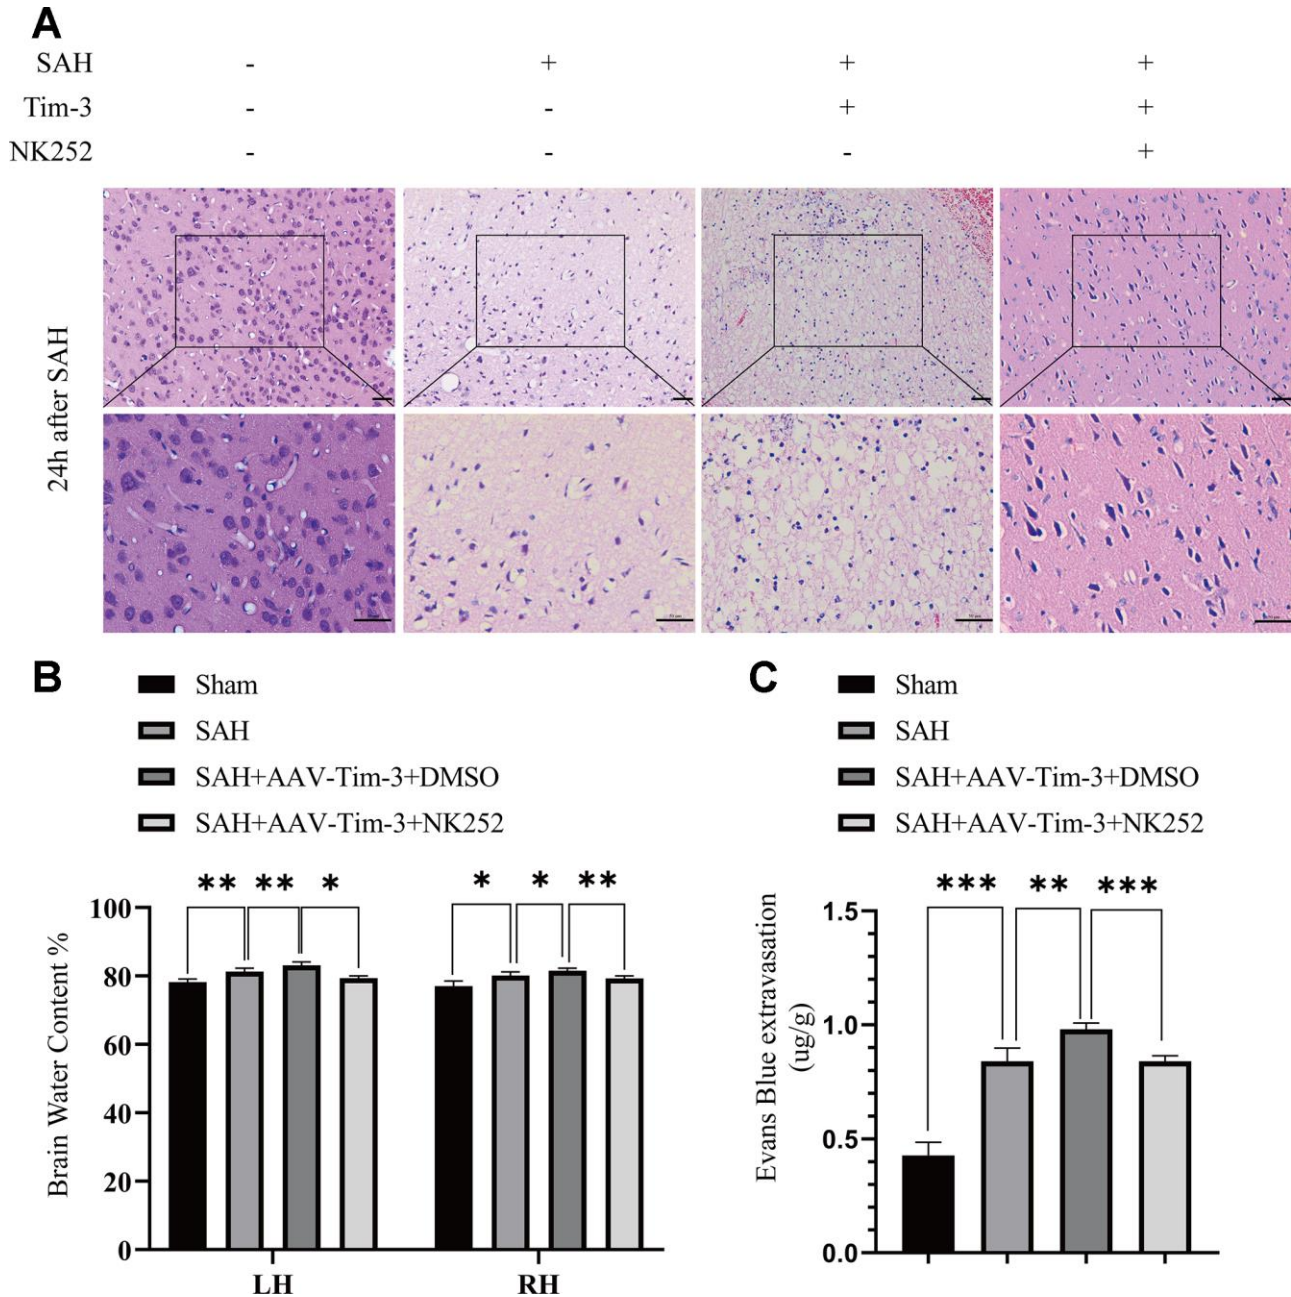 A
SAH - + + +
Tim-3 - - + +
NK252 - - - +
24h after SAH
B
Sham
SAH
SAH+AAV-Tim-3+DMSO
SAH+AAV-Tim-3+NK252
** ** * * * **
Brain Water Content %
100
80
60
40
20
0
LH RH
C
Sham
SAH
SAH+AAV-Tim-3+DMSO
SAH+AAV-Tim-3+NK252
*** ** ***
Evans Blue extravasation
(ug/g)
1.5
1.0
0.5
0.0